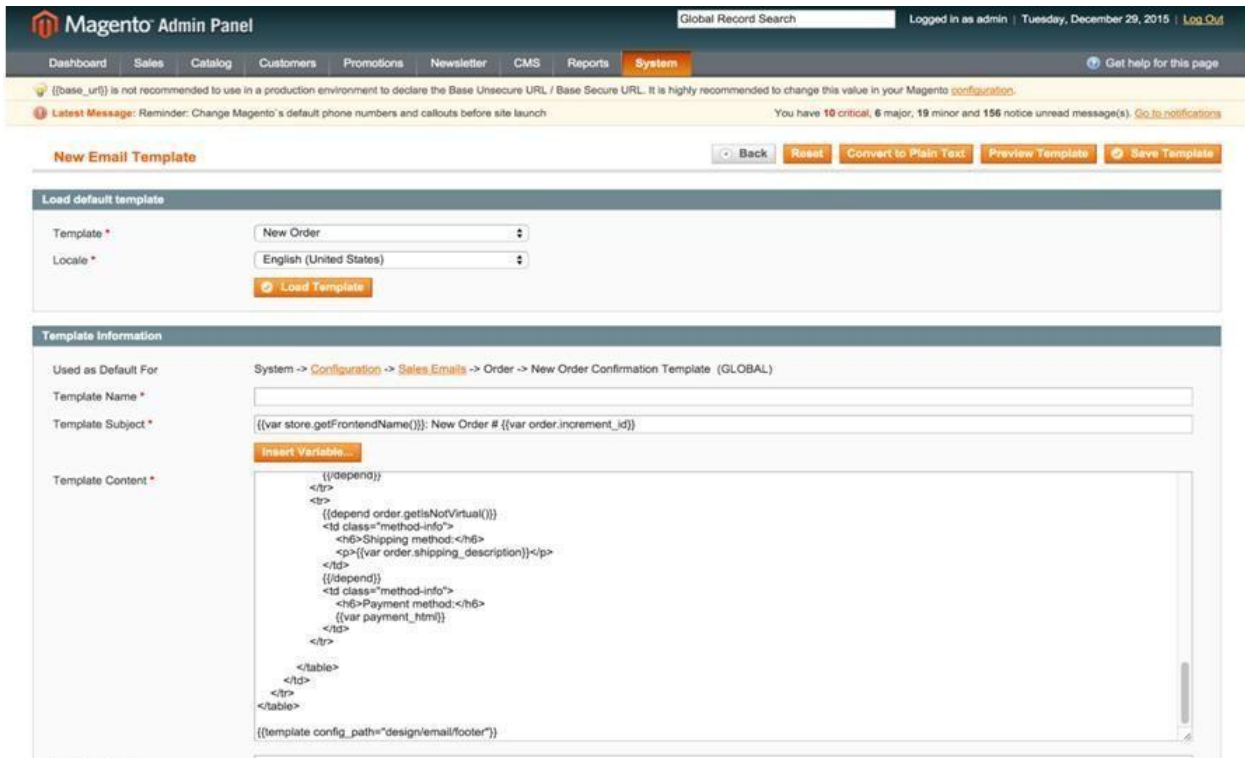 Magento Admin Panel
Global Record Search
Logged in as admin | Tuesday, December 29, 2015 | Log Out
Dashboard Sales Catalog Customers Promotions Newsletter CMS Reports System Get help for this page
{{base_url}} is not recommended to use in a production environment to declare the Base Unsecure URL / Base Secure URL. It is highly recommended to change this value in your Magento configuration.
Latest Message: Reminder: Change Magento`s default phone numbers and callouts before site launch You have 10 critical, 6 major, 19 minor and 156 notice unread message(s). Go to notifications
New Email Template Back Reset Convert to Plain Text Preview Template Save Template
Load default template
Template * New Order
Locale * English (United States)
Load Template
Template Information
Used as Default For System -> Configuration -> Sales Emails -> Order -> New Order Confirmation Template (GLOBAL)
Template Name *
Template Subject * {{var store.getFrontendName()}}: New Order # {{var order.increment_id}}
Insert Variable...
Template Content * {{/depend}}
</tr>
<tr>
{{depend order.getIsNotVirtual()}}
<td class="method-info">
<h6>Shipping method:</h6>
<p>{{var order.shipping_description}}</p>
</td>
{{/depend}}
<td class="method-info">
<h6>Payment method:</h6>
{{var payment_html}}
</td>
</tr>
</table>
</td>
</tr>
</table>
{{template config_path="design/email/footer"}}